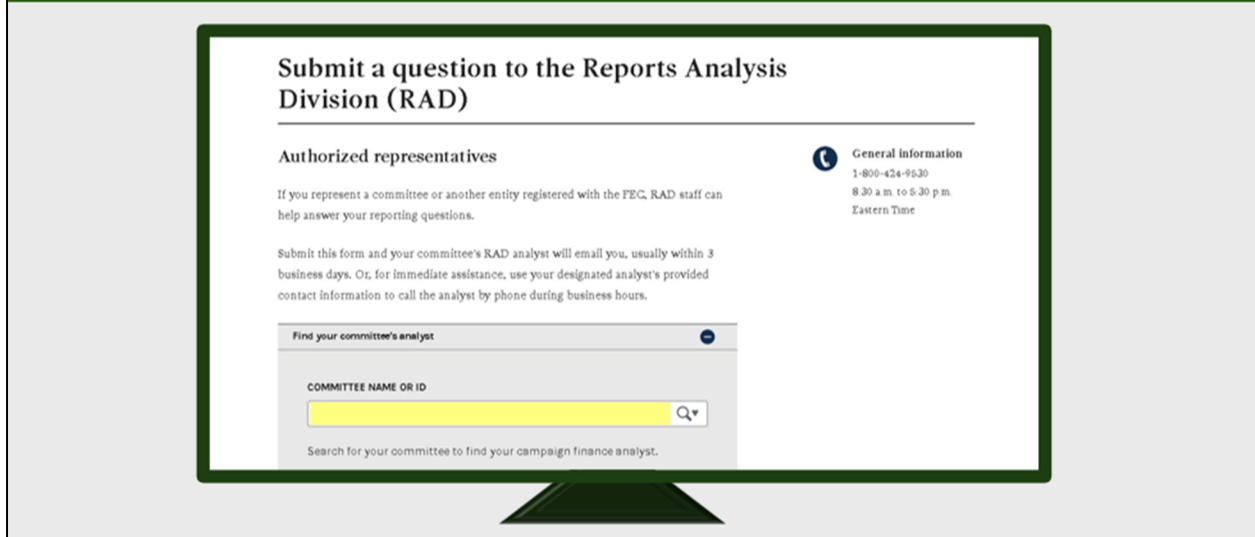 Submit a question to the Reports Analysis
Division (RAD)
Authorized representatives
If you represent a committee or another entity registered with the FEC, RAD staff can
help answer your reporting questions.
Submit this form and your committee's RAD analyst will email you, usually within 3
business days. Or, for immediate assistance, use your designated analyst's provided
contact information to call the analyst by phone during business hours.
Find your committee's analyst
COMMITTEE NAME OR ID
Search for your committee to find your campaign finance analyst.
General information
1-800-424-9530
8:30 a.m. to 5:30 p.m.
Eastern Time